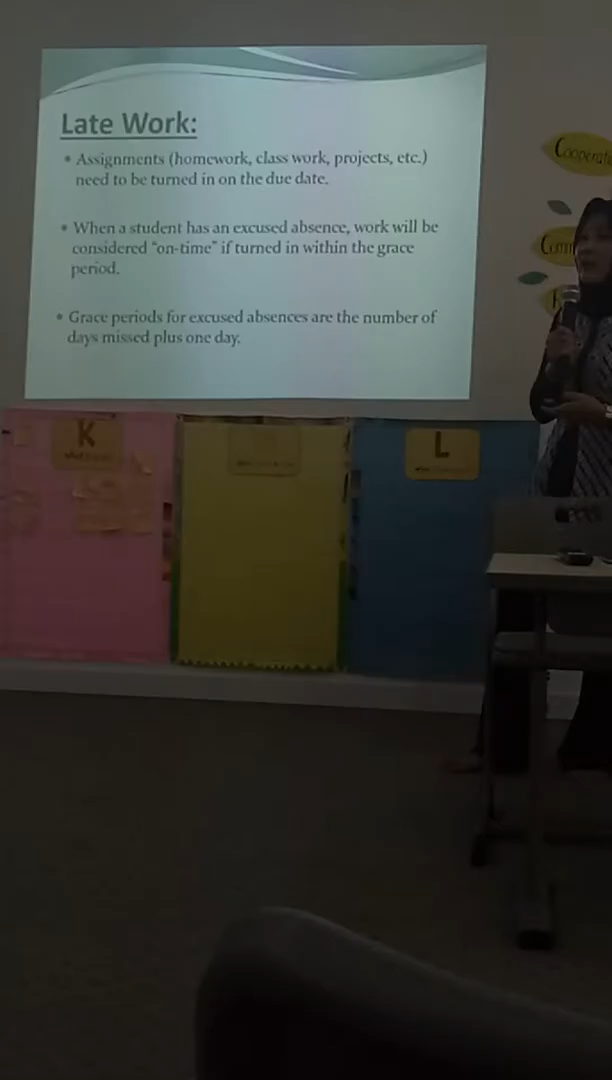 Late Work:
• Assignments (homework, class work, projects, etc.)
need to be turned in on the due date.
• When a student has an excused absence, work will be
considered "on-time" if turned in within the grace
period.
• Grace periods for excused absences are the number of
days missed plus one day.
Cooperate
K
L